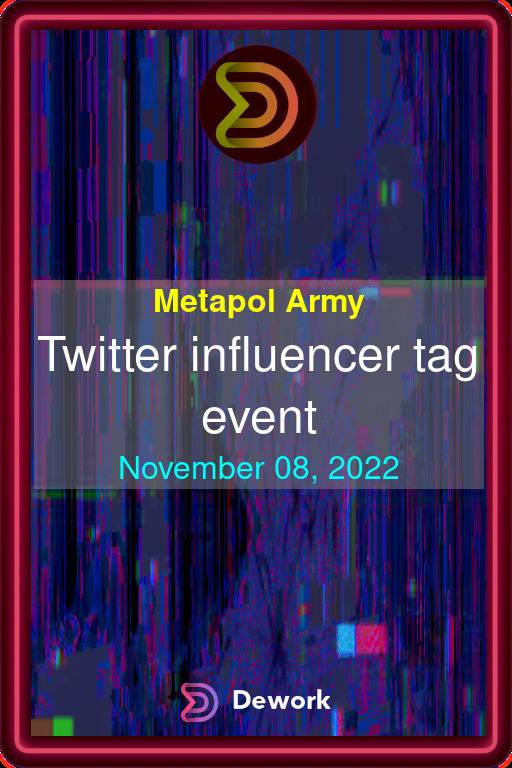 Metapol Army
Twitter influencer tag
event
November 08, 2022
Dework